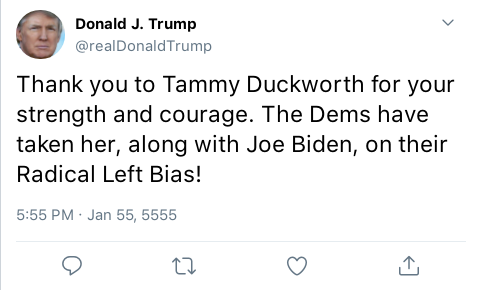 Donald J. Trump
@realDonaldTrump
Thank you to Tammy Duckworth for your
strength and courage. The Dems have
taken her, along with Joe Biden, on their
Radical Left Bias!
5:55 PM · Jan 55, 5555